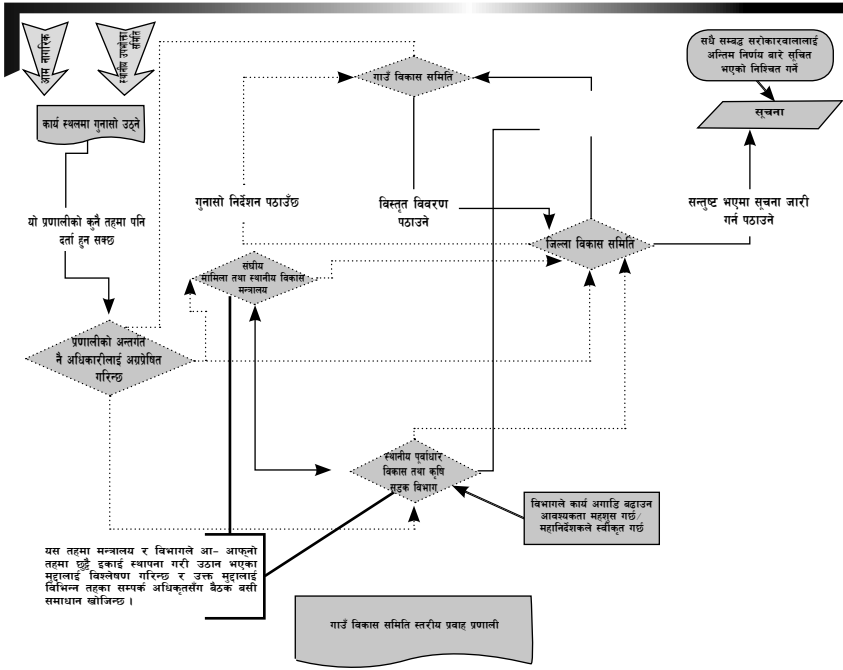 आम नागरिक
स्थानीय उपभोक्ता
समिति
सधै सम्बद्ध सरोकारवालालाई
अन्तिम निर्णय बारे सूचित
भएको निश्चित गर्ने
गाउँ विकास समिति
सूचना
कार्य स्थलमा गुनासो उठ्ने
गुनासो निर्देशन पठाउँछ
विस्तृत विवरण
पठाउने
सन्तुष्ट भएमा सूचना जारी
गर्न पठाउने
यो प्रणालीको कुनै तहमा पनि
दर्ता हुन सक्छ
जिल्ला विकास समिति
संघीय
मामिला तथा स्थानीय विकास
मन्त्रालय
प्रणालीको अन्तर्गत
नै अधिकारीलाई अग्रप्रेषित
गरिन्छ
स्थानीय पूर्वाधार
विकास तथा कृषि
सडक विभाग
विभागले कार्य अगाडि बढाउन
आवश्यकता महशुस गर्छ/
महानिर्देशकले स्वीकृत गर्छ
यस तहमा मन्त्रालय र विभागले आ- आफ्नो
तहमा छुट्टै इकाई स्थापना गरी उठान भएका
मुद्दालाई विश्लेषण गरिन्छ र उक्त मुद्दालाई
विभिन्न तहका सम्पर्क अधिकृतसँग बैठक बसी
समाधान खोजिन्छ ।
गाउँ विकास समिति स्तरीय प्रवाह प्रणाली